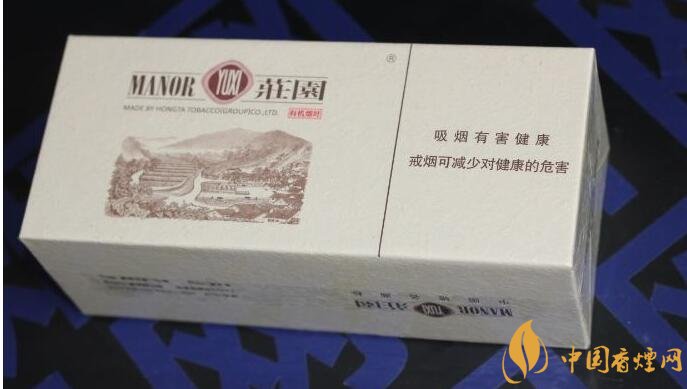 MANOR YUXI 莊園
®
MADE BY HONGTA TOBACCO(GROUP)CO.,LTD.
有机烟叶
吸烟有害健康
戒烟可减少对健康的危害
MANOR YUXI 莊園
中国香煙网